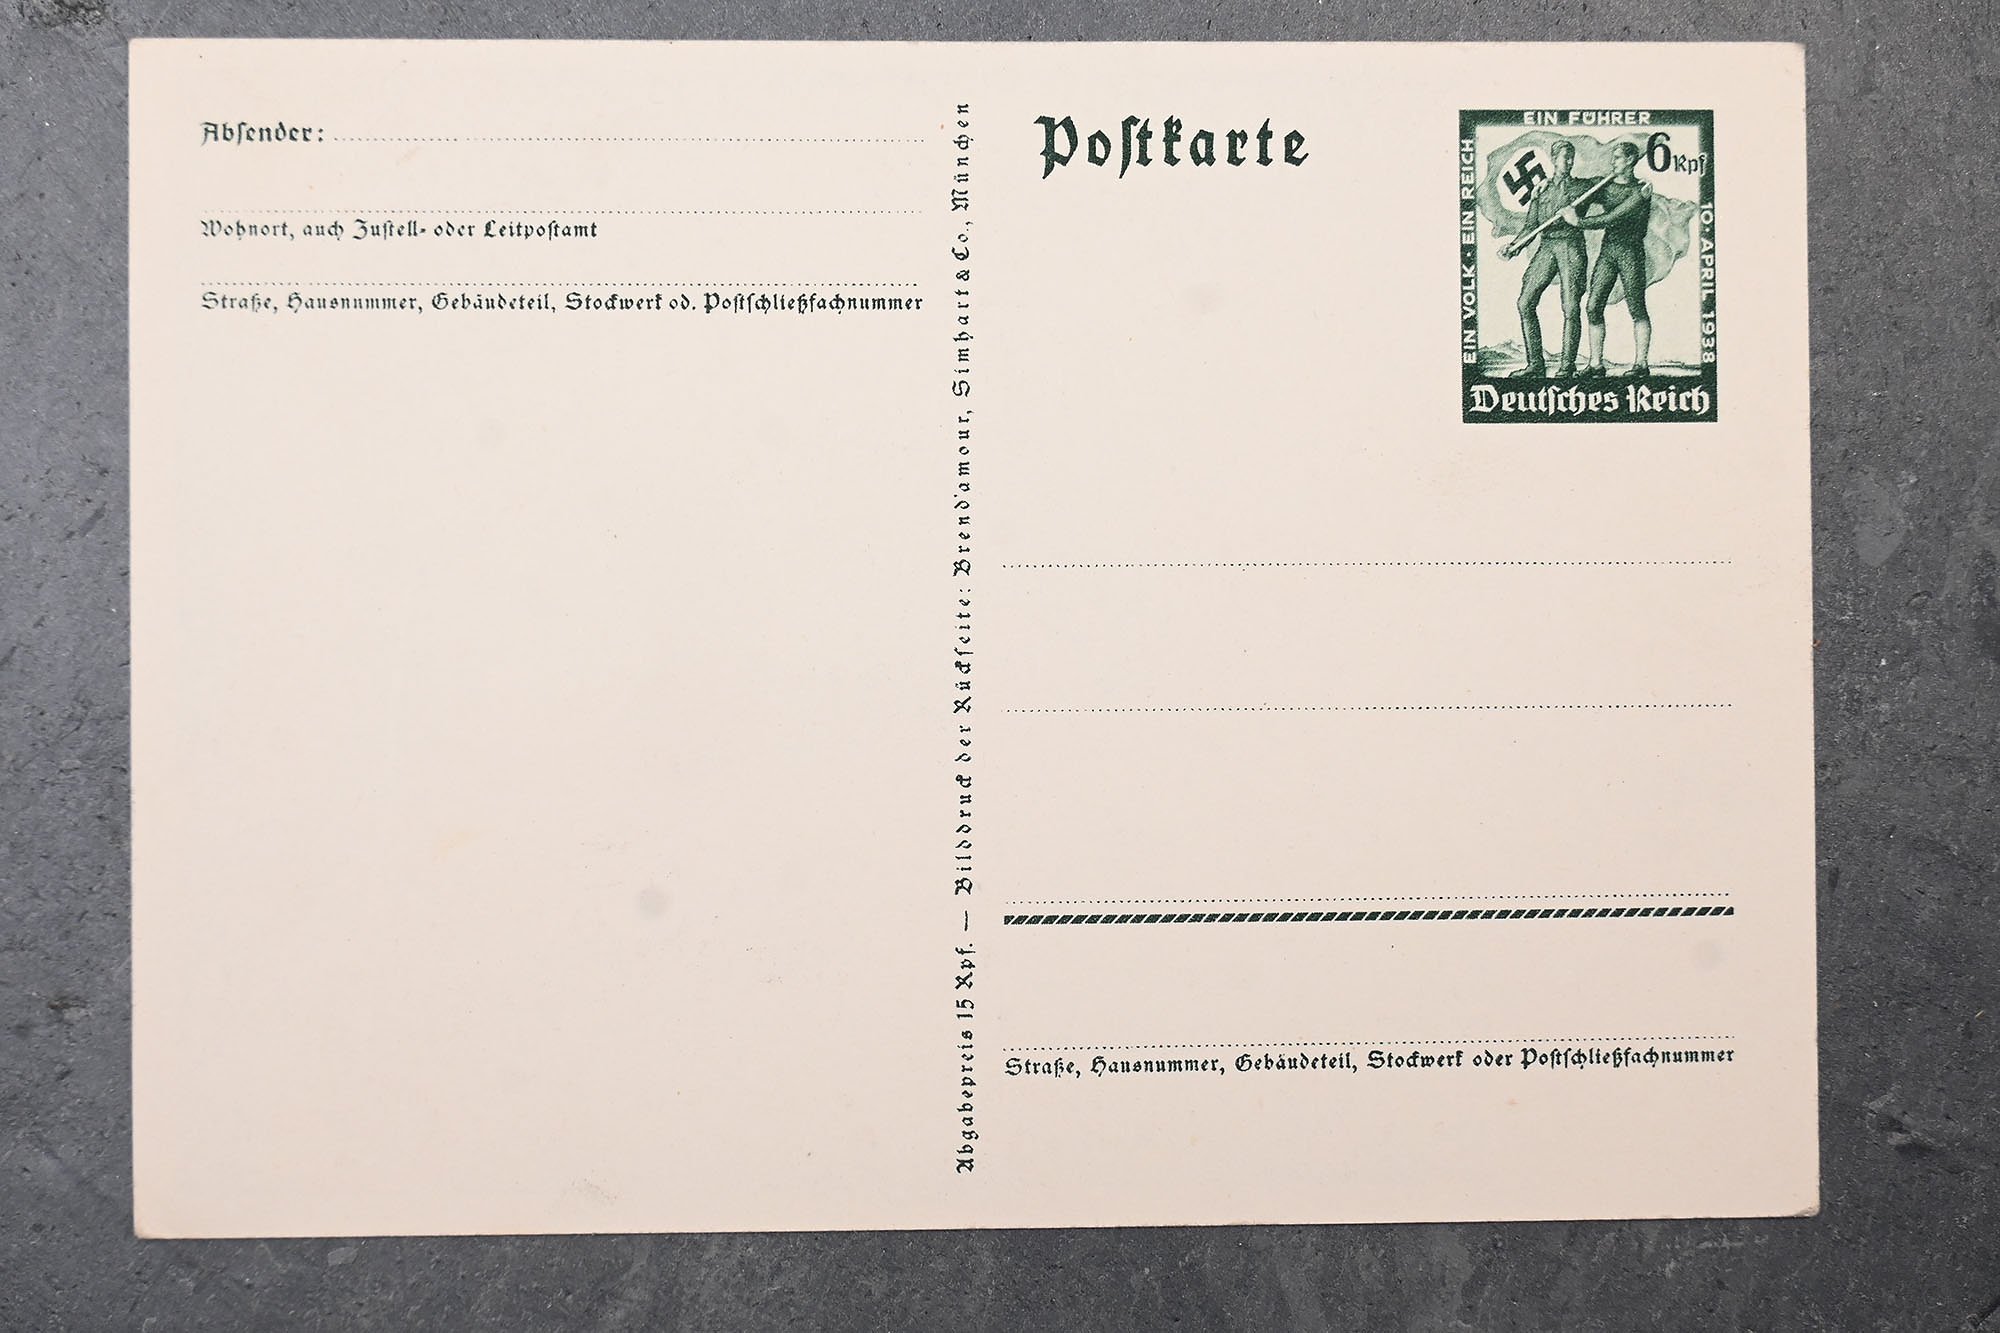 Absender:
Wohnort, auch Zustell- oder Leitpostamt
Straße, Hausnummer, Gebäudeteil, Stockwerk od. Postschließfachnummer
Abgabepreis 15 Rpf. — Bilddruck der Rückseite: Brend'amour, Simhart & Co., München
Postkarte
EIN VOLK · EIN REICH
EIN FÜHRER
6 Rpf
10. APRIL 1938
Deutsches Reich
Straße, Hausnummer, Gebäudeteil, Stockwerk oder Postschließfachnummer